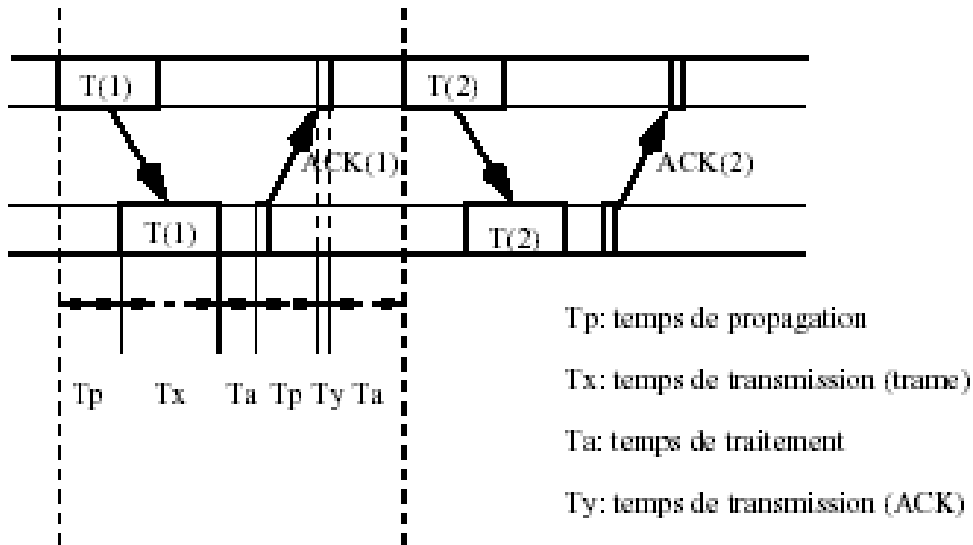 T(1)
T(2)
ACK(1)
ACK(2)
T(1)
T(2)
Tp: temps de propagation
Tp Tx Ta Tp Ty Ta
Tx: temps de transmission (trame)
Ta: temps de traitement
Ty: temps de transmission (ACK)